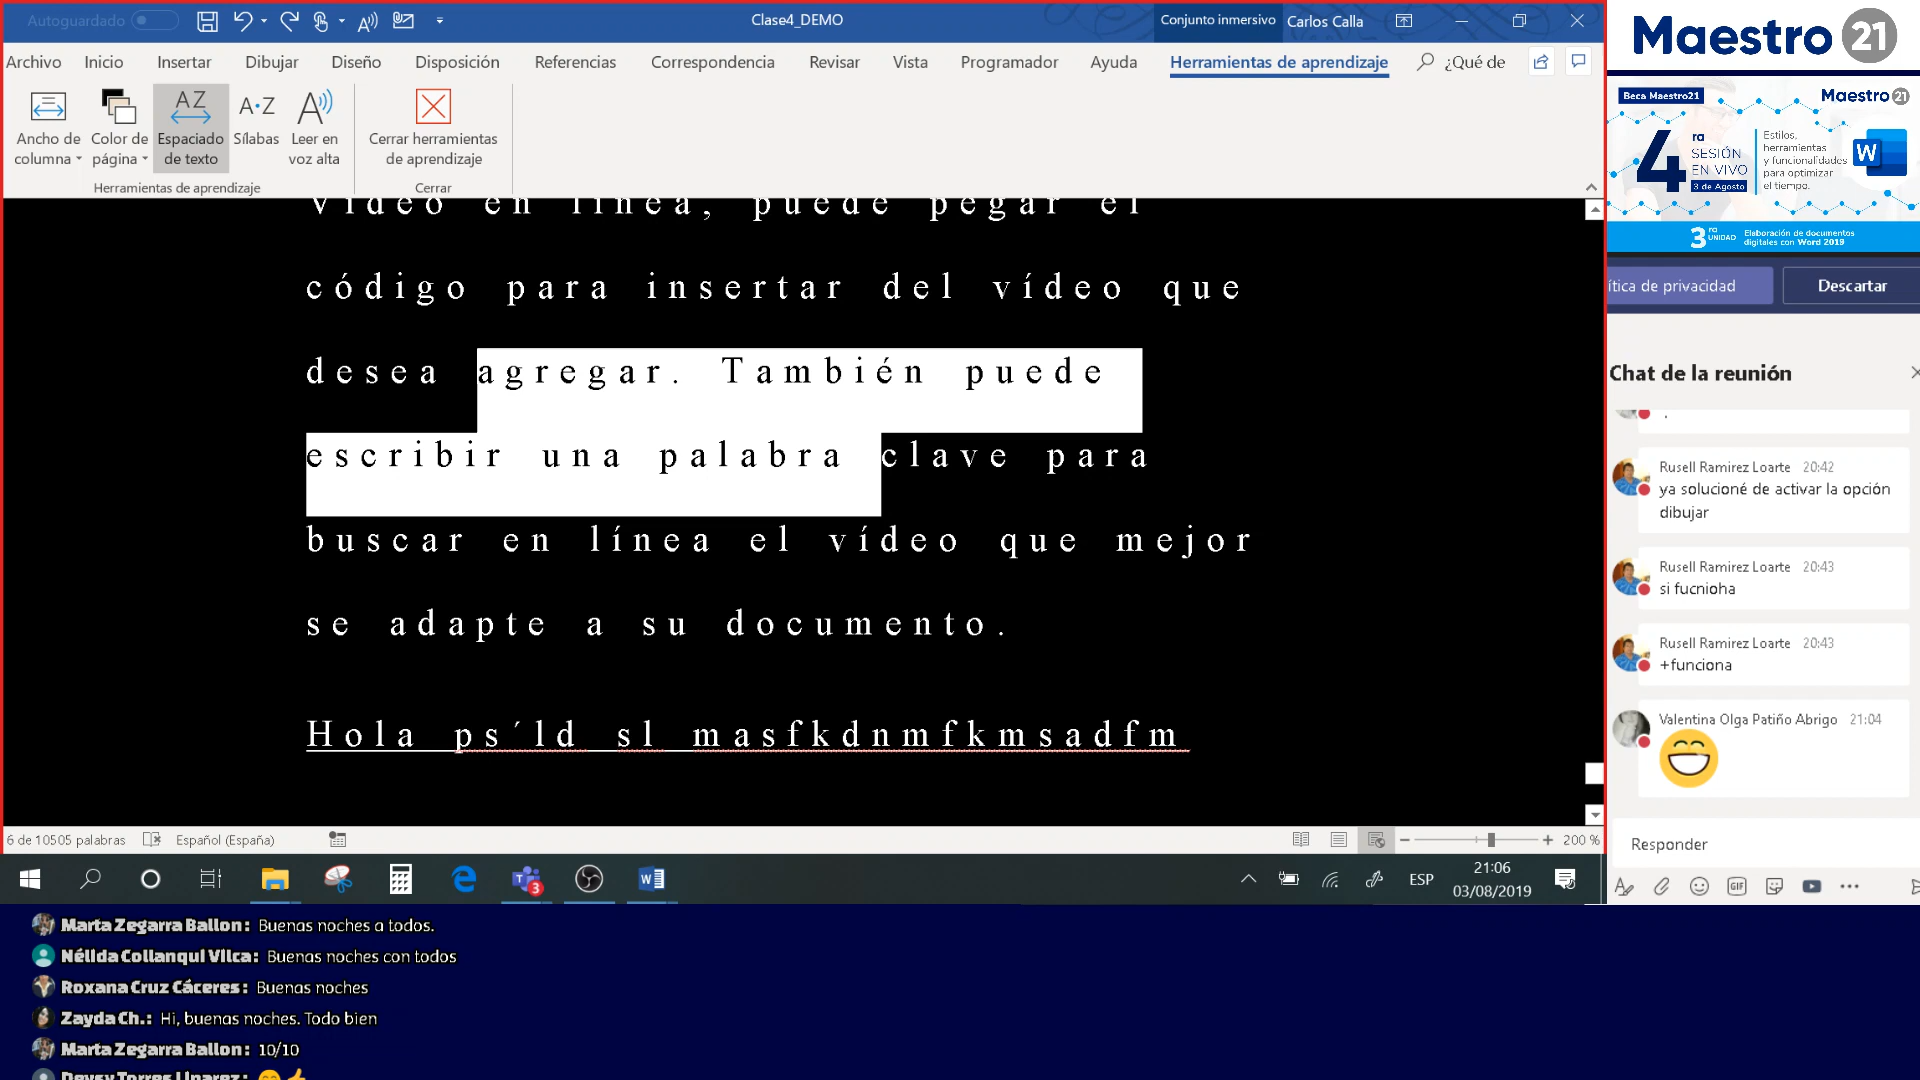 Autoguardado
Clase4_DEMO
Conjunto inmersivo
Carlos Calla
Archivo
Inicio
Insertar
Dibujar
Diseño
Disposición
Referencias
Correspondencia
Revisar
Vista
Programador
Ayuda
Herramientas de aprendizaje
¿Qué de
Ancho de columna
Color de página
Espaciado de texto
Sílabas
Leer en voz alta
Cerrar herramientas de aprendizaje
Herramientas de aprendizaje
Cerrar
Vídeo en línea, puede pegar el
código para insertar del vídeo que
desea agregar. También puede
escribir una palabra clave para
buscar en línea el vídeo que mejor
se adapte a su documento.
Hola ps´ld sl masfkdnmfkmsadfm
6 de 10505 palabras
Español (España)
200 %
3
ESP
21:06
03/08/2019
Maestro 21
Beca Maestro21
Maestro 21
4ra
SESIÓN
EN VIVO
3 de Agosto
Estilos,
herramientas
y funcionalidades
para optimizar
el tiempo.
W
3ra UNIDAD
Elaboración de documentos
digitales con Word 2019
ítica de privacidad
Descartar
Chat de la reunión
Rusell Ramirez Loarte 20:42
ya solucioné de activar la opción
dibujar
Rusell Ramirez Loarte 20:43
si fucnioha
Rusell Ramirez Loarte 20:43
+funciona
Valentina Olga Patiño Abrigo 21:04
Responder
GIF
Marta Zegarra Ballon: Buenas noches a todos.
Nélida Collanqui Vilca: Buenas noches con todos
Roxana Cruz Cáceres: Buenas noches
Zayda Ch.: Hi, buenas noches. Todo bien
Marta Zegarra Ballon: 10/10
Deysy Torres Linarez: